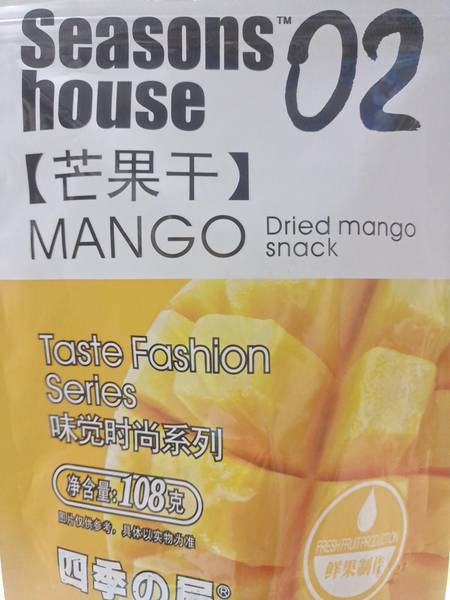 Seasons™ 02
house
【芒果干】
MANGO Dried mango
snack
Taste Fashion
Series
味觉时尚系列
净含量:108克
图片仅供参考，具体以实物为准
FRESH FRUIT PRODUCTION
鲜果制作
四季の屋®